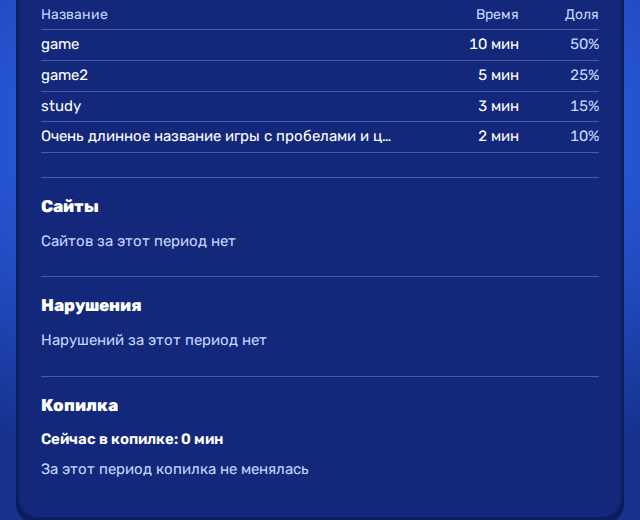 Название Время Доля
game 10 мин 50%
game2 5 мин 25%
study 3 мин 15%
Очень длинное название игры с пробелами и ц... 2 мин 10%
Сайты
Сайтов за этот период нет
Нарушения
Нарушений за этот период нет
Копилка
Сейчас в копилке: 0 мин
За этот период копилка не менялась